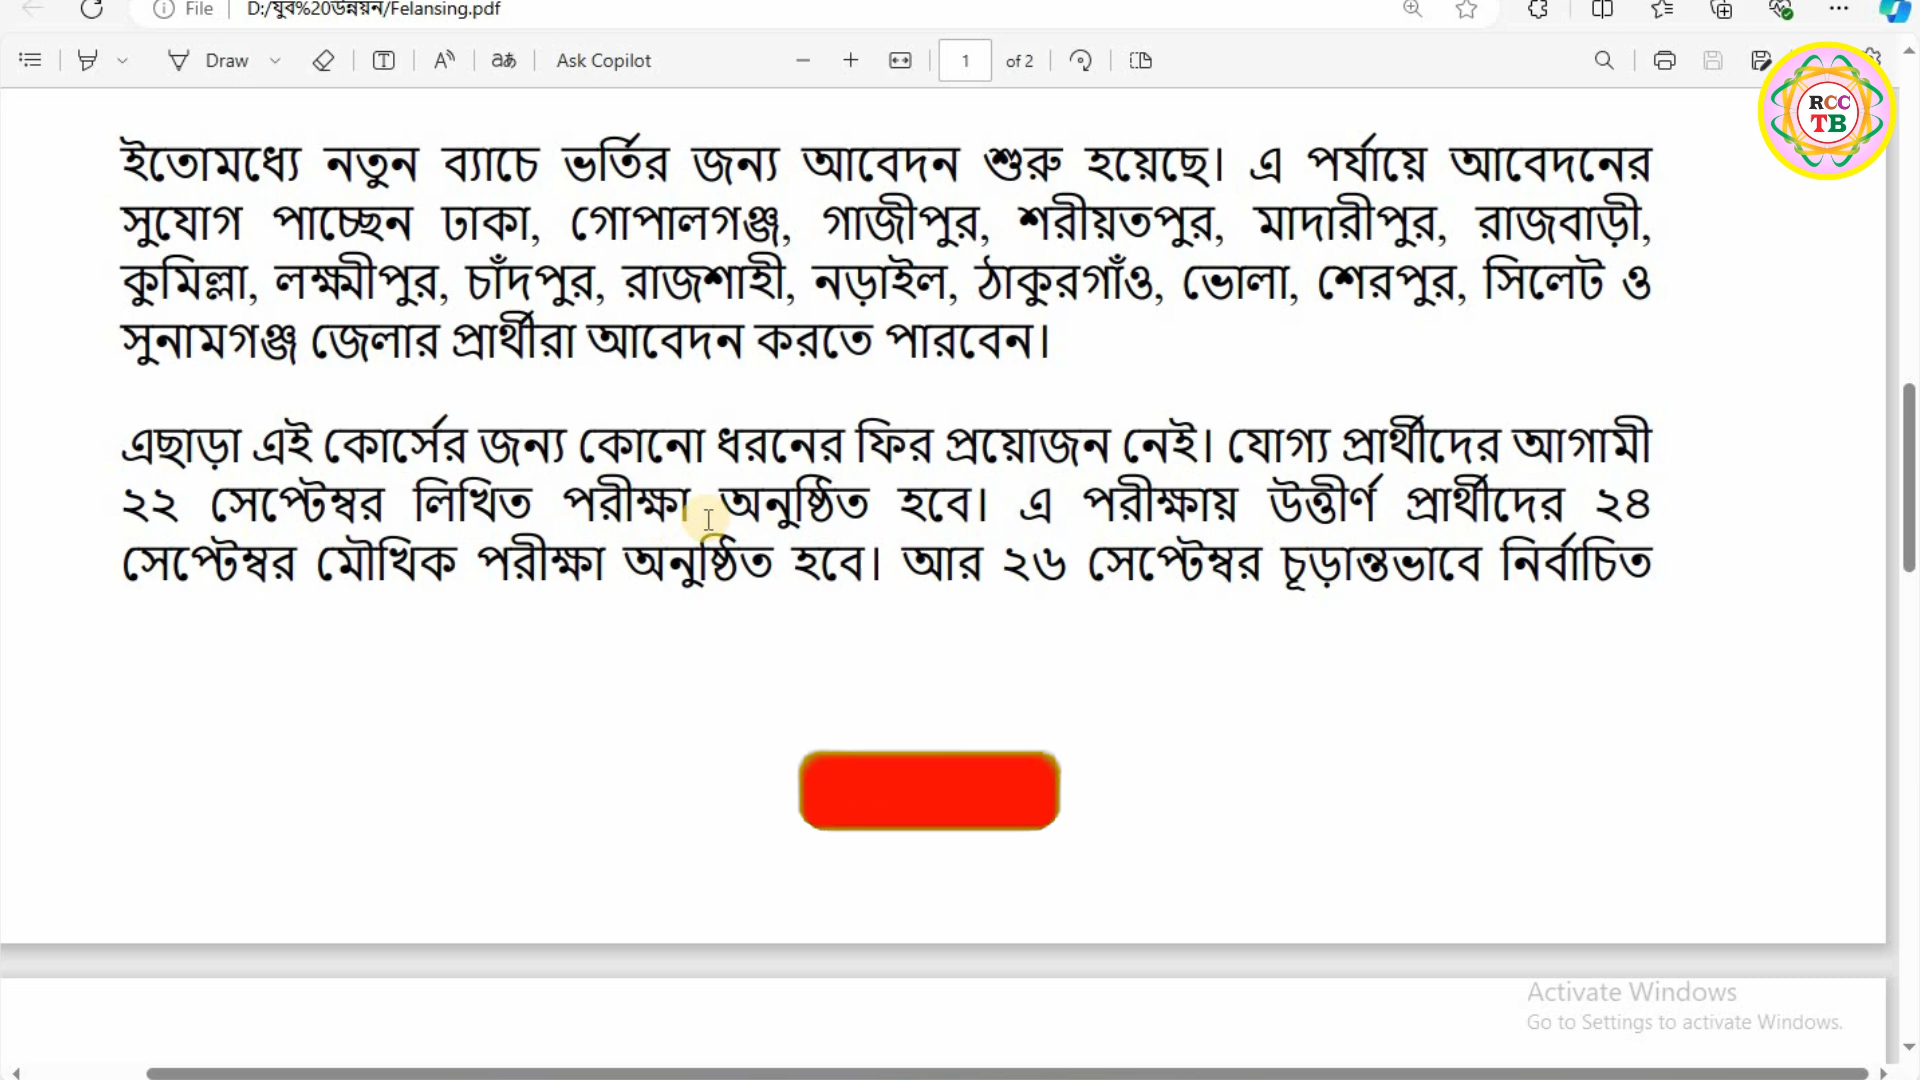 File D:/যুব%20উন্নয়ন/Felansing.pdf
Draw aあ Ask Copilot 1 of 2
RCC
TB
ইতোমধ্যে নতুন ব্যাচে ভর্তির জন্য আবেদন শুরু হয়েছে। এ পর্যায়ে আবেদনের
সুযোগ পাচ্ছেন ঢাকা, গোপালগঞ্জ, গাজীপুর, শরীয়তপুর, মাদারীপুর, রাজবাড়ী,
কুমিল্লা, লক্ষ্মীপুর, চাঁদপুর, রাজশাহী, নড়াইল, ঠাকুরগাঁও, ভোলা, শেরপুর, সিলেট ও
সুনামগঞ্জ জেলার প্রার্থীরা আবেদন করতে পারবেন।
এছাড়া এই কোর্সের জন্য কোনো ধরনের ফির প্রয়োজন নেই। যোগ্য প্রার্থীদের আগামী
২২ সেপ্টেম্বর লিখিত পরীক্ষা অনুষ্ঠিত হবে। এ পরীক্ষায় উত্তীর্ণ প্রার্থীদের ২৪
সেপ্টেম্বর মৌখিক পরীক্ষা অনুষ্ঠিত হবে। আর ২৬ সেপ্টেম্বর চূড়ান্তভাবে নির্বাচিত
Activate Windows
Go to Settings to activate Windows.